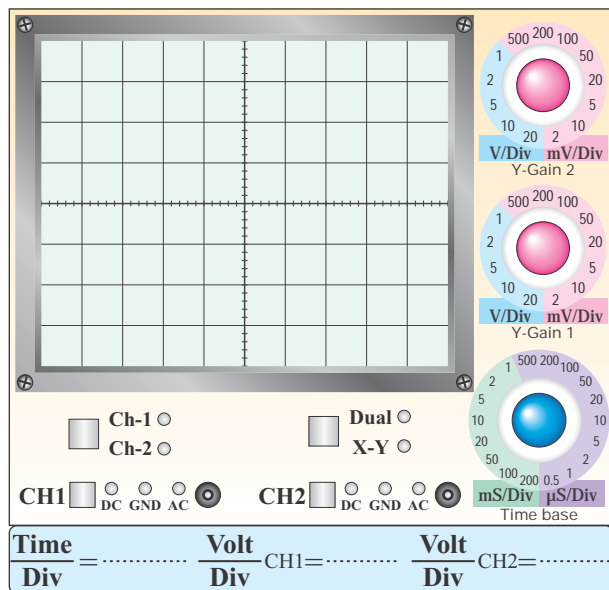 500 200 100
1 50
2 20
5 10
10 20 2
V/Div mV/Div
Y-Gain 2
500 200 100
1 50
2 20
5 10
10 20 2
V/Div mV/Div
Y-Gain 1
500 200 100
1 50
2 20
5 10
10 5
20 2
50 1
100 200 0.5
mS/Div µS/Div
Time base
Ch-1
Ch-2
Dual
X-Y
CH1 DC GND AC
CH2 DC GND AC
Time/Div = ............ Volt/Div CH1= .......... Volt/Div CH2= ..........